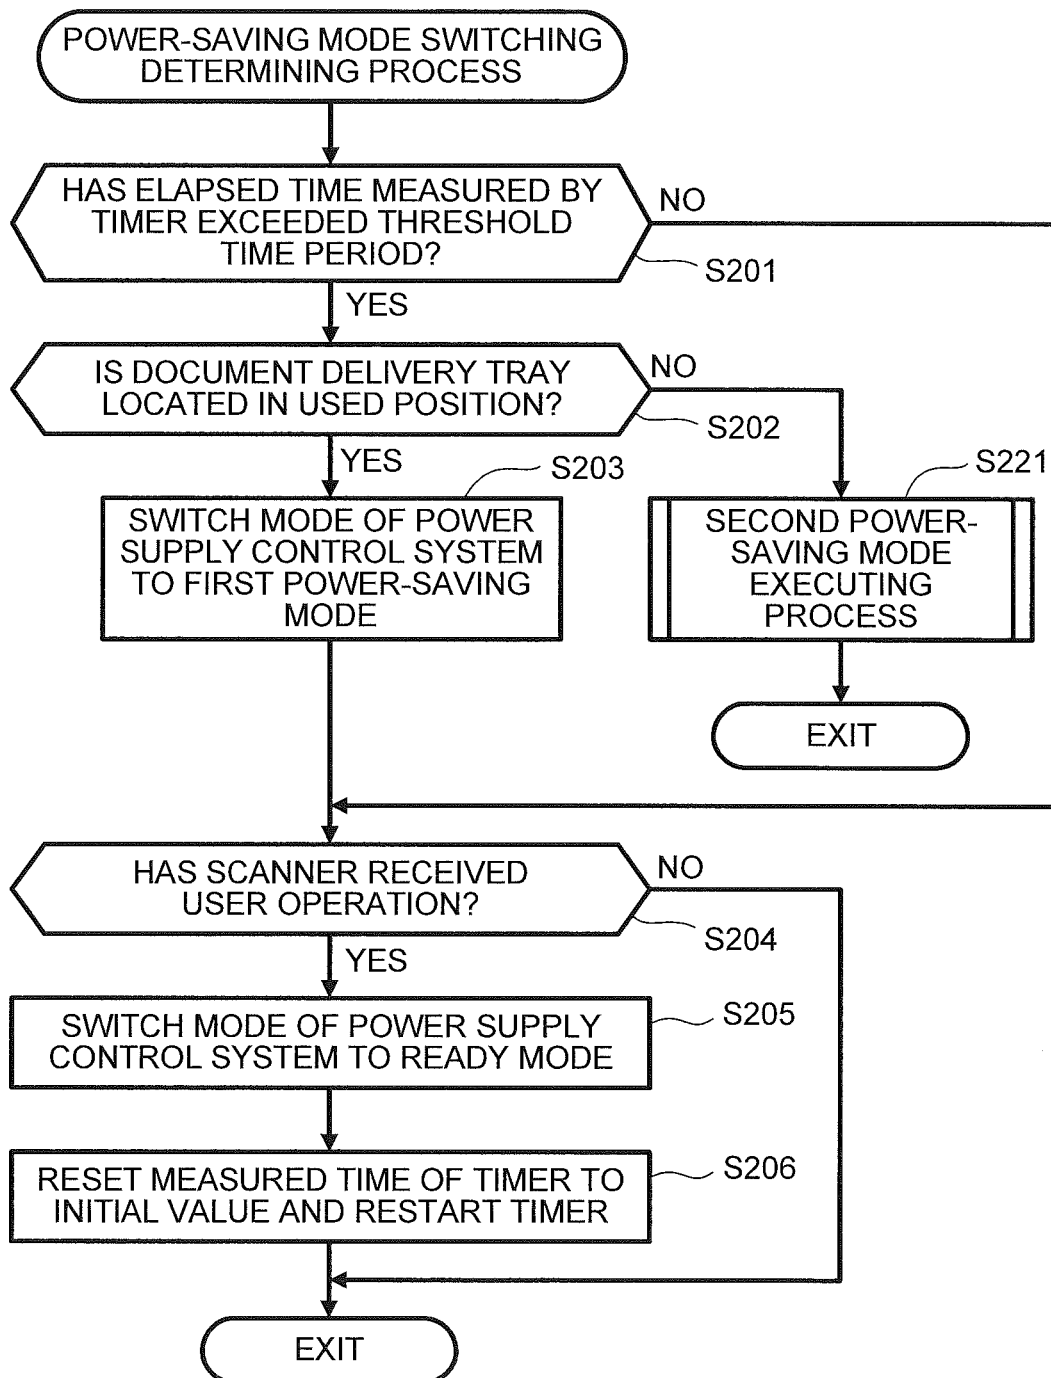 POWER-SAVING MODE SWITCHING
DETERMINING PROCESS
HAS ELAPSED TIME MEASURED BY
TIMER EXCEEDED THRESHOLD
TIME PERIOD?
NO
S201
YES
IS DOCUMENT DELIVERY TRAY
LOCATED IN USED POSITION?
NO
S202
YES
S203
SWITCH MODE OF POWER
SUPPLY CONTROL SYSTEM
TO FIRST POWER-SAVING
MODE
S221
SECOND POWER-
SAVING MODE
EXECUTING
PROCESS
EXIT
HAS SCANNER RECEIVED
USER OPERATION?
NO
S204
YES
SWITCH MODE OF POWER SUPPLY
CONTROL SYSTEM TO READY MODE
S205
RESET MEASURED TIME OF TIMER TO
INITIAL VALUE AND RESTART TIMER
S206
EXIT